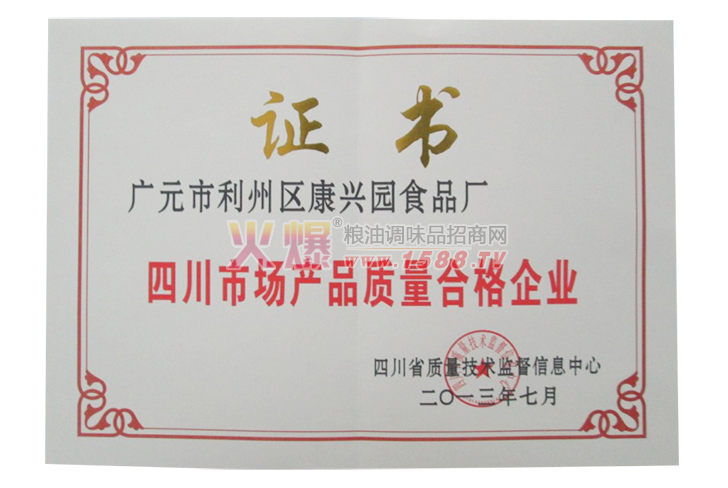 证书
广元市利州区康兴园食品厂
火爆®粮油调味品招商网
www.1588.TV
四川市场产品质量合格企业
四川省质量技术监督信息中心
二〇一三年七月